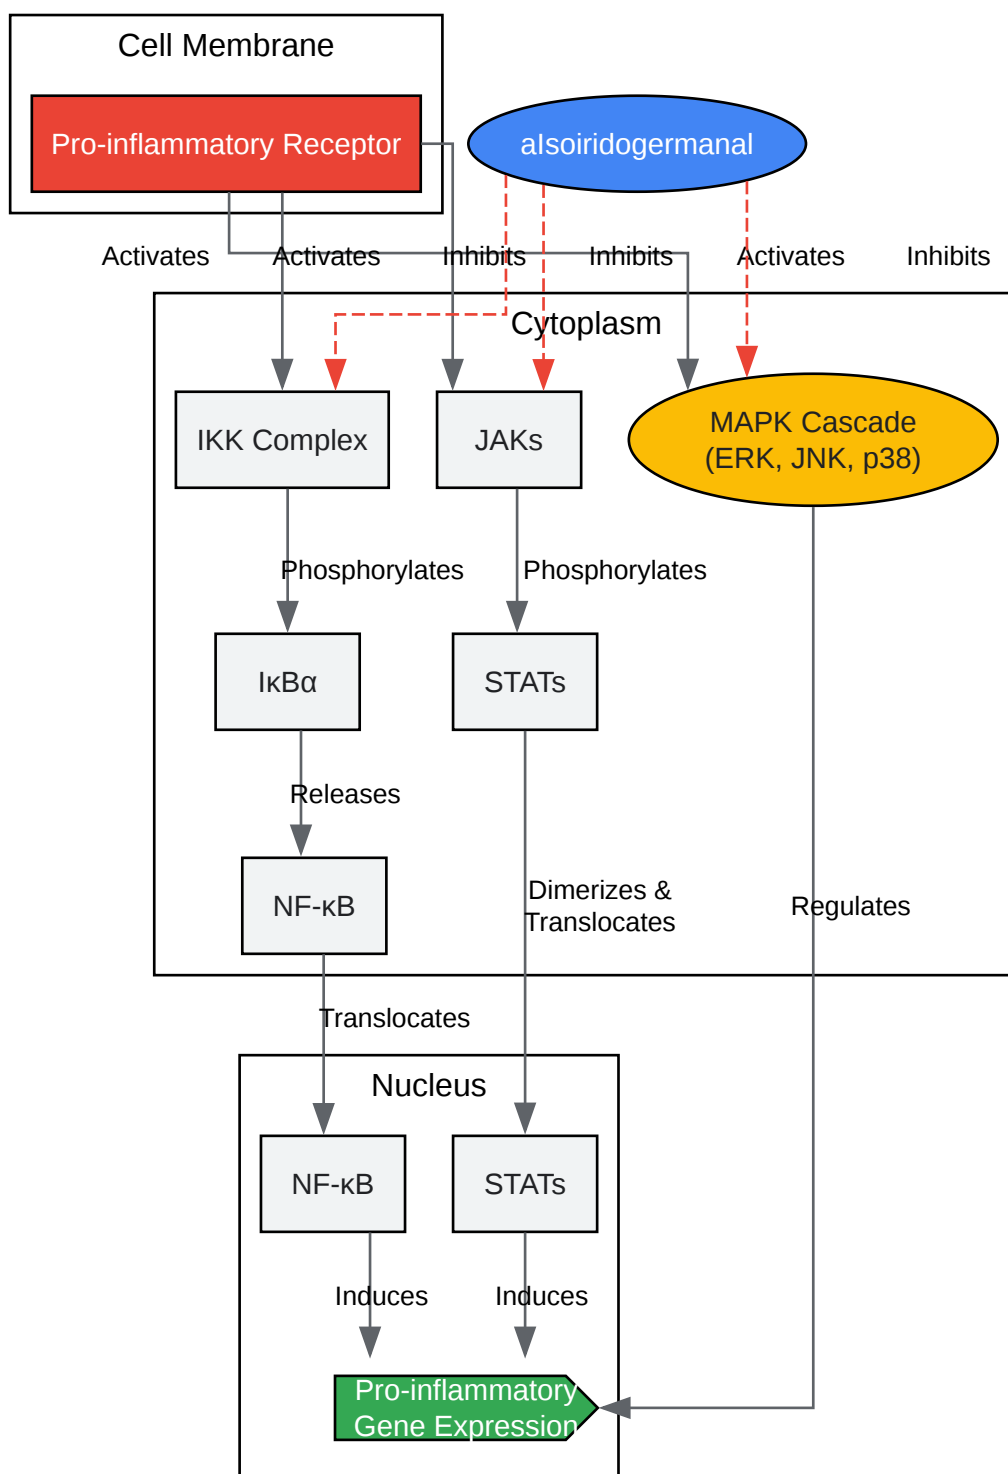 Cell Membrane
Pro-inflammatory Receptor
aIsoiridogermanal
Activates
Activates
Inhibits
Inhibits
Activates
Inhibits
Cytoplasm
IKK Complex
JAKs
MAPK Cascade
(ERK, JNK, p38)
Phosphorylates
Phosphorylates
IκBα
STATs
Releases
NF-κB
Dimerizes &
Translocates
Regulates
Translocates
Nucleus
NF-κB
STATs
Induces
Induces
Pro-inflammatory
Gene Expression